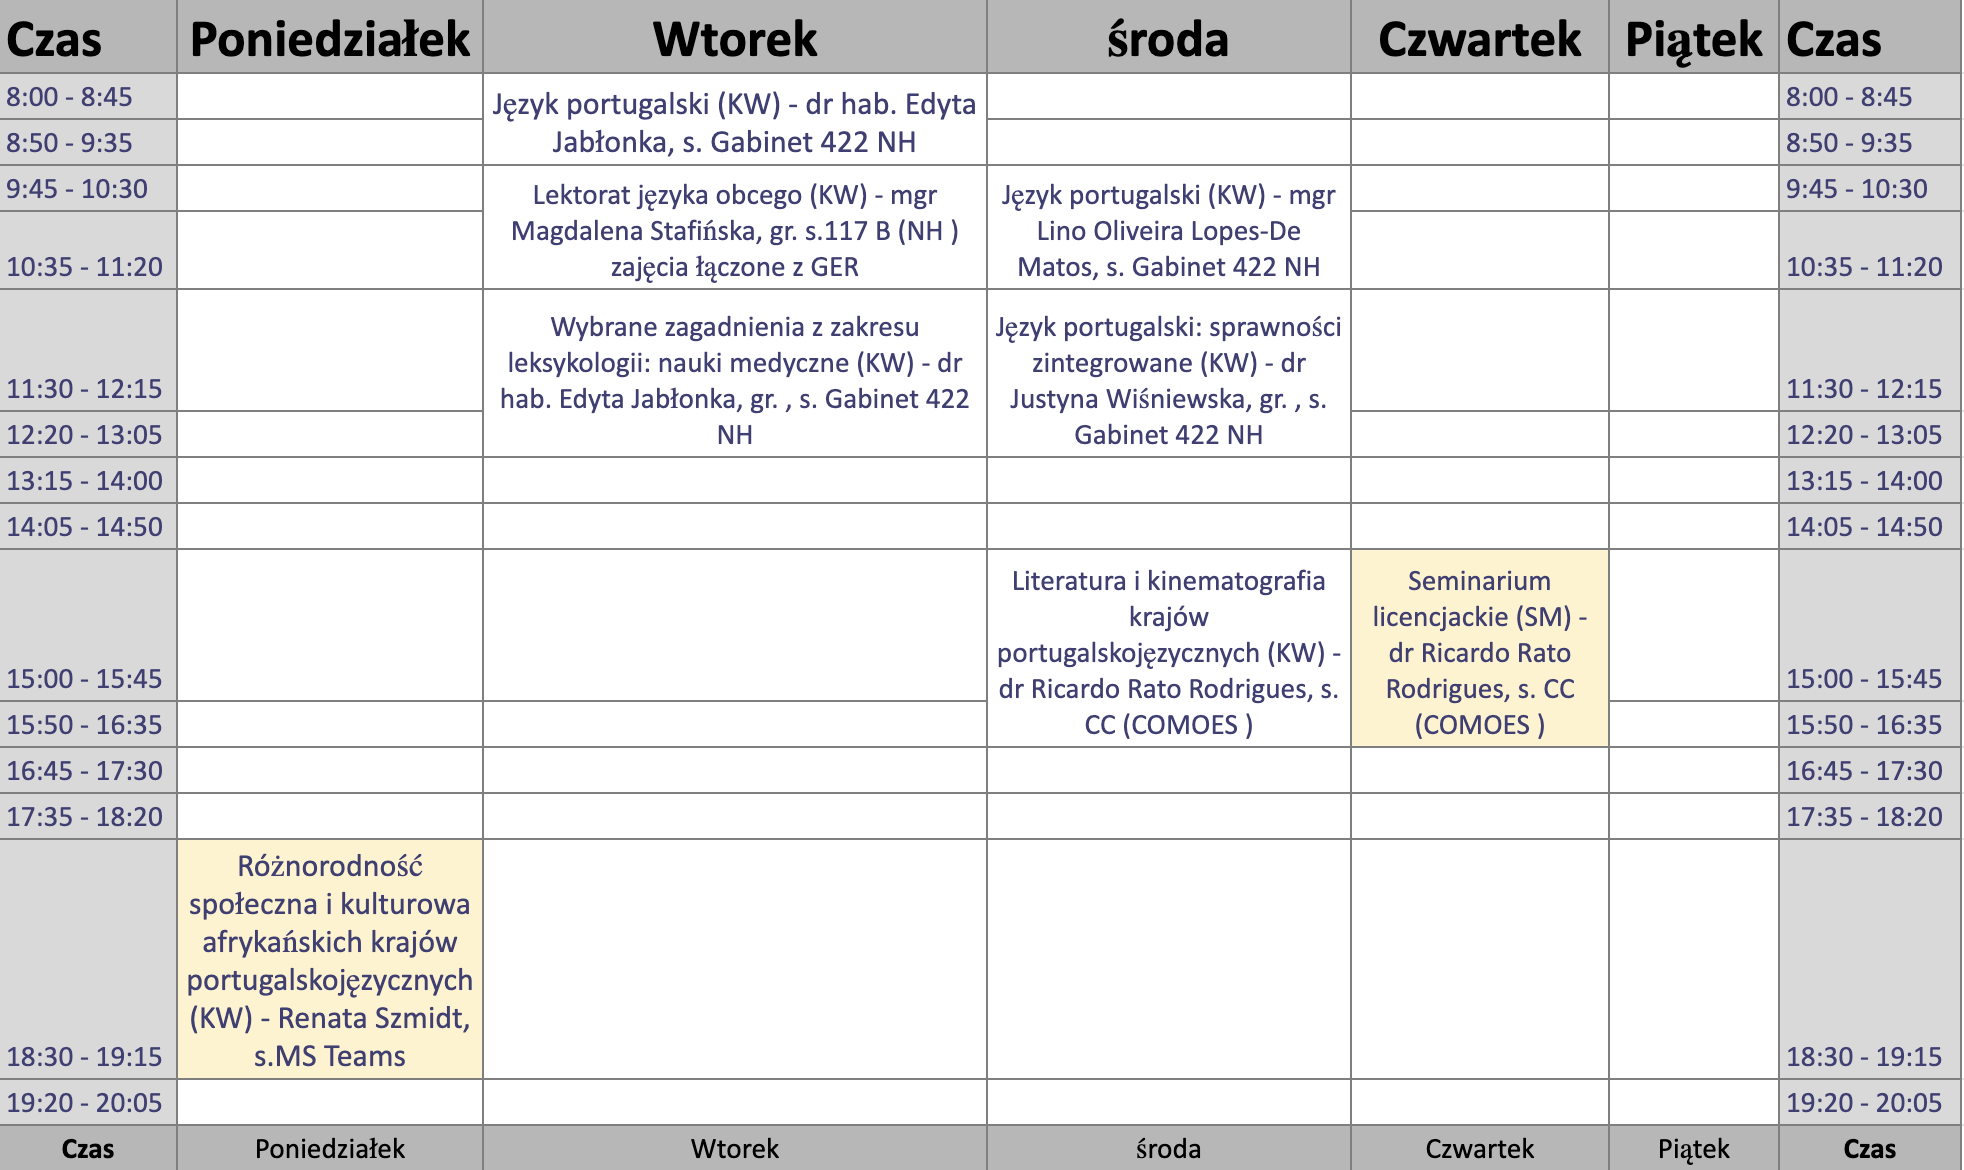 Czas Poniedziałek Wtorek środa Czwartek Piątek Czas
8:00 - 8:45
8:50 - 9:35
Język portugalski (KW) - dr hab. Edyta
Jabłonka, s. Gabinet 422 NH
8:00 - 8:45
8:50 - 9:35
9:45 - 10:30
10:35 - 11:20
Lektorat języka obcego (KW) - mgr
Magdalena Stafińska, gr. s.117 B (NH )
zajęcia łączone z GER
Język portugalski (KW) - mgr
Lino Oliveira Lopes-De
Matos, s. Gabinet 422 NH
9:45 - 10:30
10:35 - 11:20
11:30 - 12:15
12:20 - 13:05
Wybrane zagadnienia z zakresu
leksykologii: nauki medyczne (KW) - dr
hab. Edyta Jabłonka, gr. , s. Gabinet 422
NH
Język portugalski: sprawności
zintegrowane (KW) - dr
Justyna Wiśniewska, gr. , s.
Gabinet 422 NH
11:30 - 12:15
12:20 - 13:05
13:15 - 14:00 13:15 - 14:00
14:05 - 14:50 14:05 - 14:50
15:00 - 15:45
15:50 - 16:35
Literatura i kinematografia
krajów
portugalskojęzycznych (KW) -
dr Ricardo Rato Rodrigues, s.
CC (COMOES )
Seminarium
licencjackie (SM) -
dr Ricardo Rato
Rodrigues, s. CC
(COMOES )
15:00 - 15:45
15:50 - 16:35
16:45 - 17:30 16:45 - 17:30
17:35 - 18:20 17:35 - 18:20
18:30 - 19:15
Różnorodność
społeczna i kulturowa
afrykańskich krajów
portugalskojęzycznych
(KW) - Renata Szmidt,
s.MS Teams
18:30 - 19:15
19:20 - 20:05 19:20 - 20:05
Czas Poniedziałek Wtorek środa Czwartek Piątek Czas